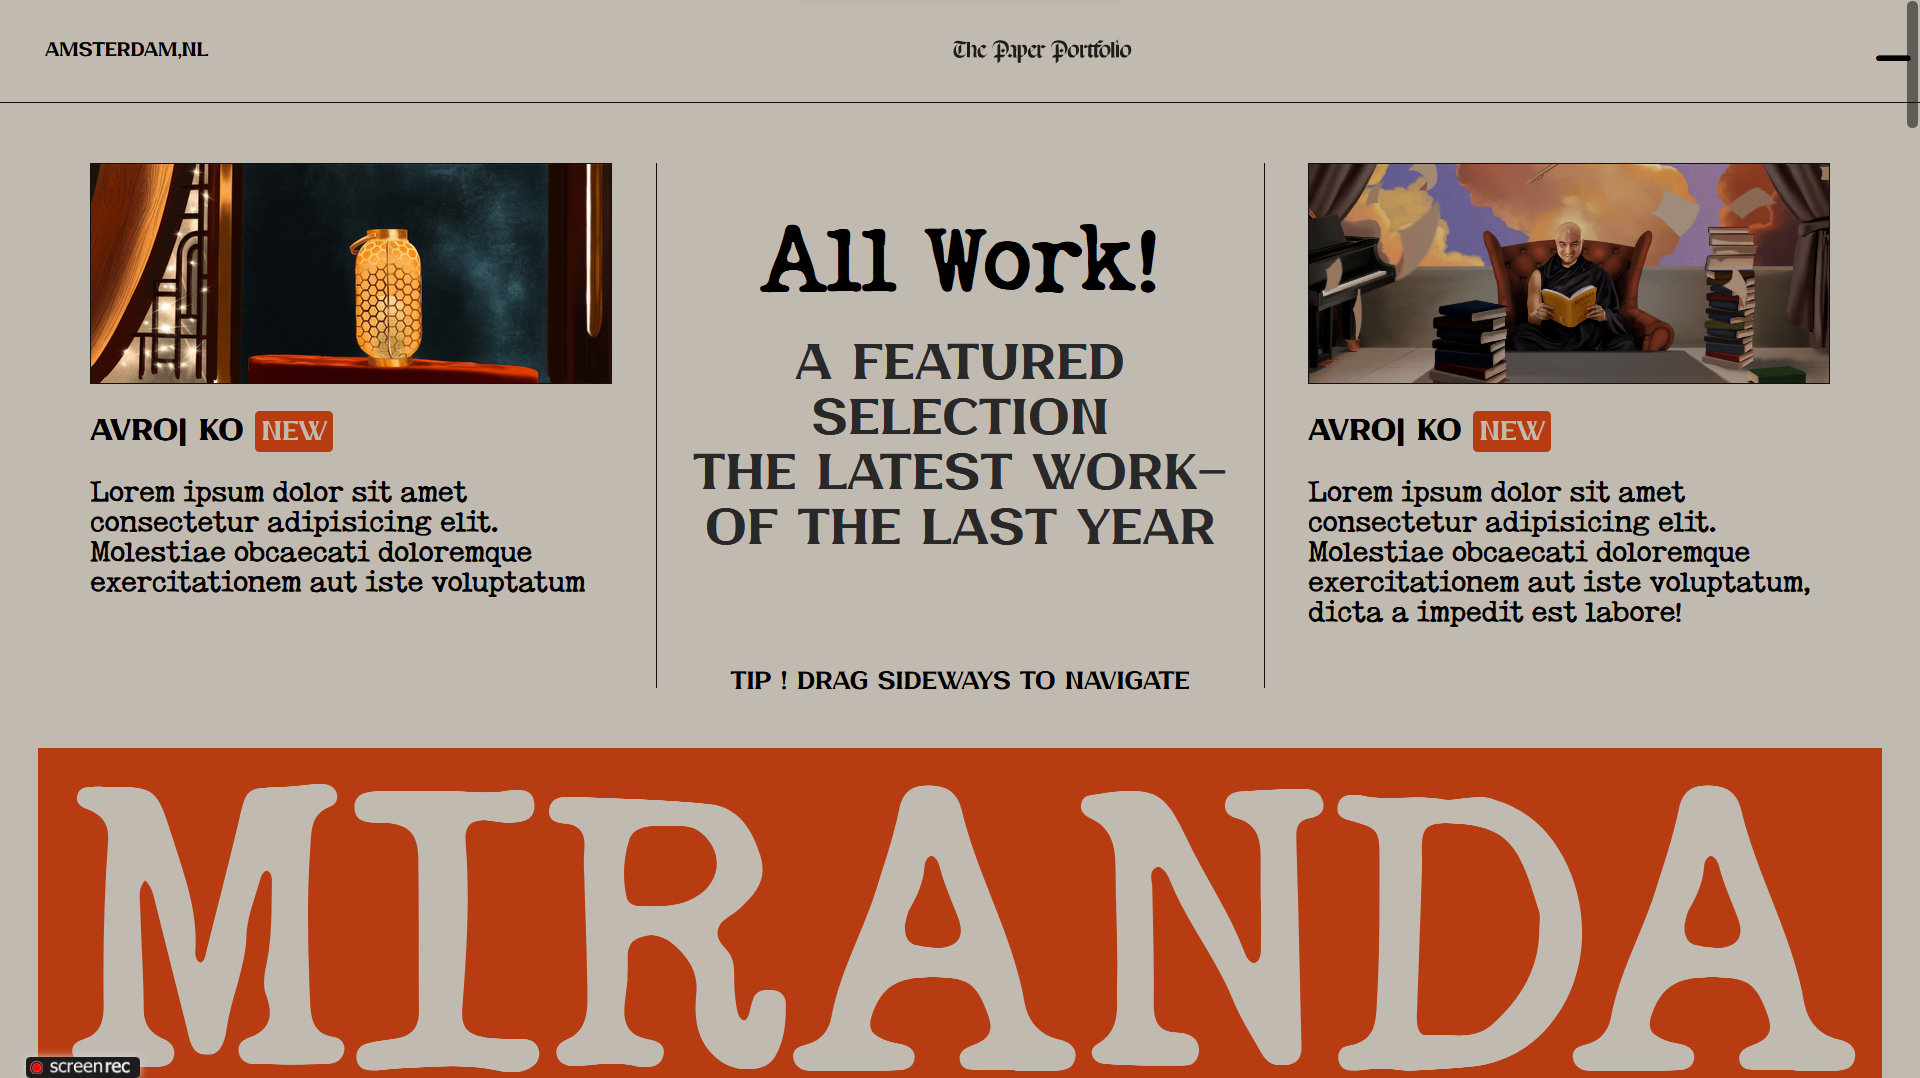 AMSTERDAM,NL
The Paper Portfolio
AVRO| KO NEW
Lorem ipsum dolor sit amet
consectetur adipisicing elit.
Molestiae obcaecati doloremque
exercitationem aut iste voluptatum
All Work!
A FEATURED
SELECTION
THE LATEST WORK–
OF THE LAST YEAR
TIP ! DRAG SIDEWAYS TO NAVIGATE
AVRO| KO NEW
Lorem ipsum dolor sit amet
consectetur adipisicing elit.
Molestiae obcaecati doloremque
exercitationem aut iste voluptatum,
dicta a impedit est labore!
MIRANDA
screenrec